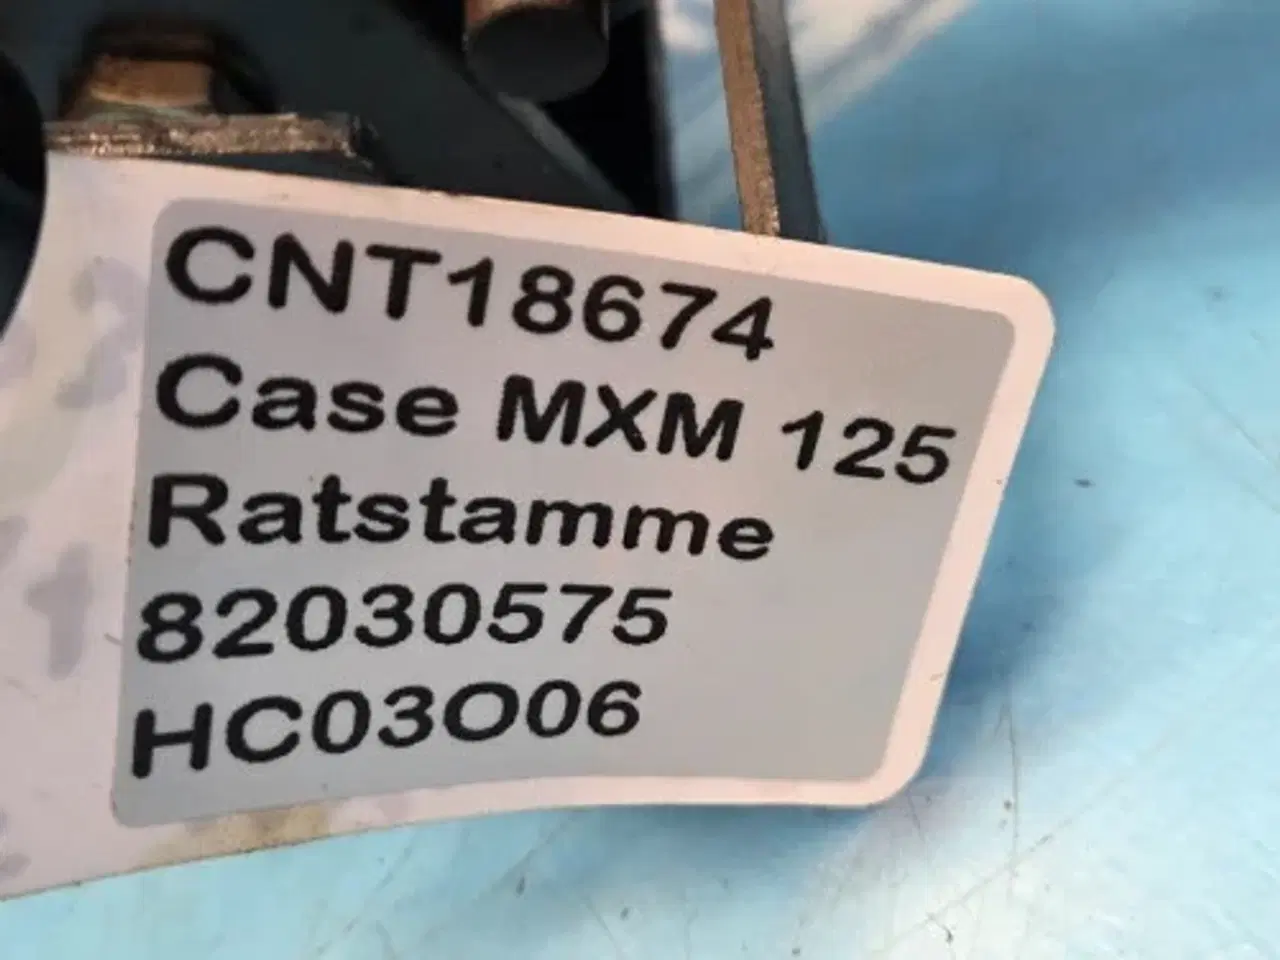 CNT18674
Case MXM 125
Ratstamme
82030575
HC03O06